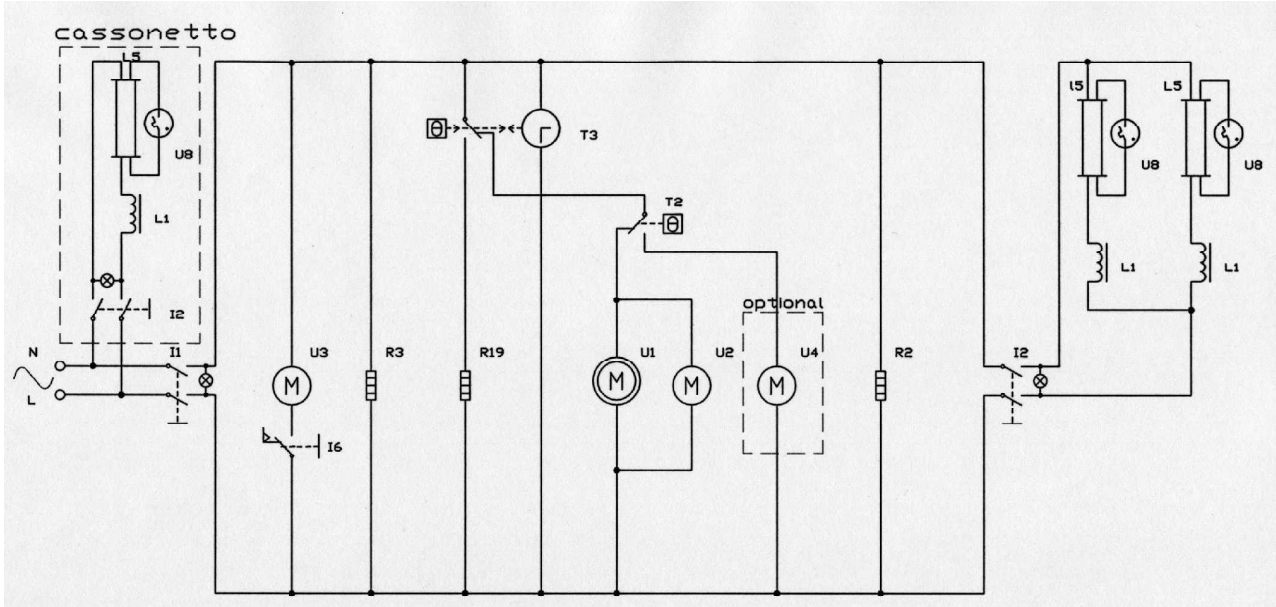 cassonetto
L5
U8
L1
I2
N
L
I1
U3
I6
R3
R19
T3
T2
θ
θ
U1
U2
optional
U4
R2
I2
l5
U8
L1
L5
U8
L1
M
M
M
M